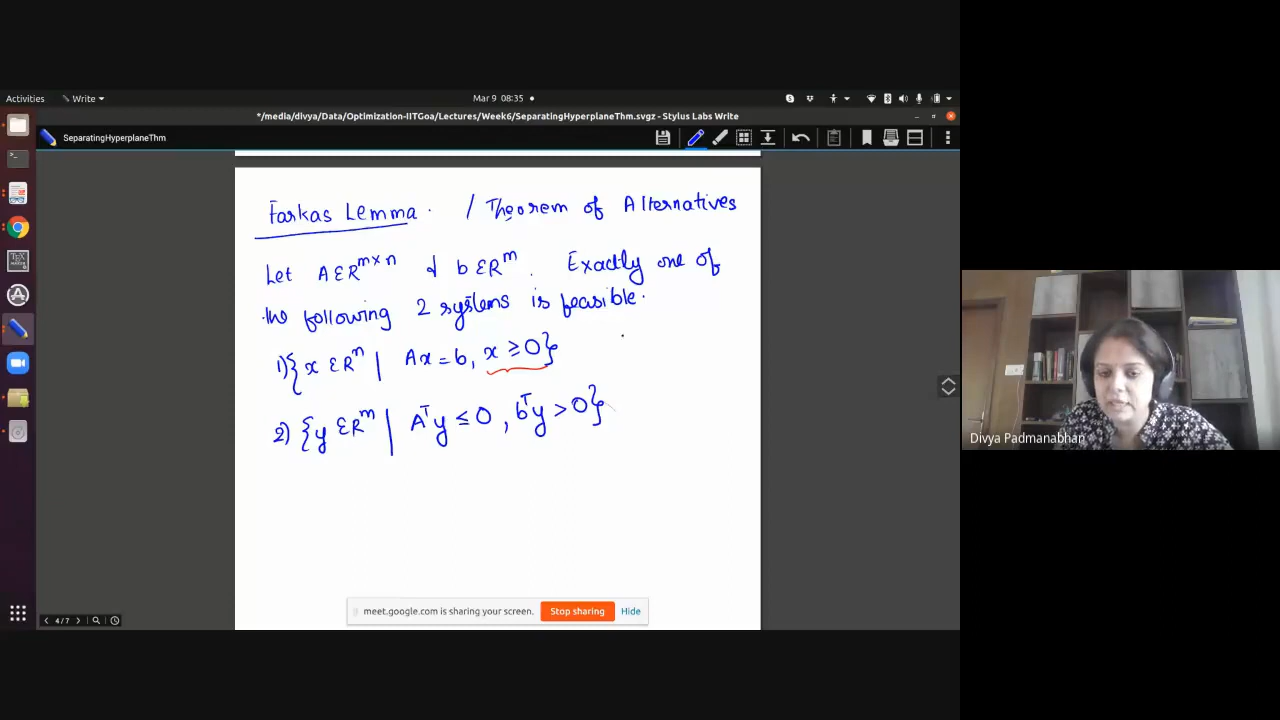 Activities
Write
Mar 9 08:35
*/media/divya/Data/Optimization-IITGoa/Lectures/Week6/SeparatingHyperplaneThm.svgz - Stylus Labs Write
SeparatingHyperplaneThm
Farkas Lemma. / Theorem of Alternatives
Let A ∈ R^{m×n} & b ∈ R^m. Exactly one of
the following 2 systems is feasible.
1) {x ∈ R^n | Ax = b, x ≥ 0}
2) {y ∈ R^m | A^T y ≤ 0, b^T y > 0}
Divya Padmanabhan
meet.google.com is sharing your screen. Stop sharing Hide
4/7